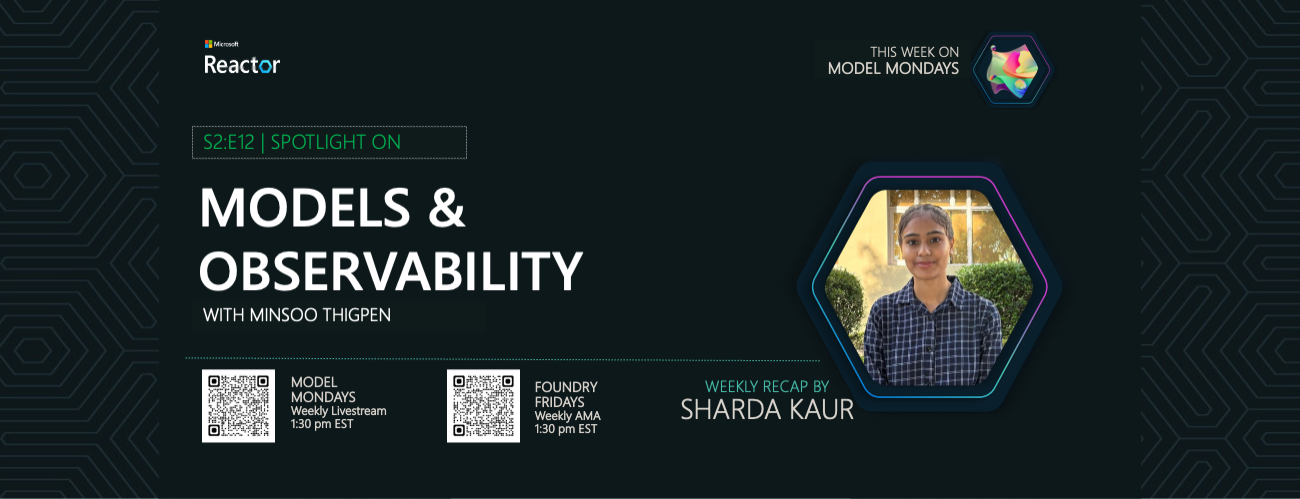 Microsoft
Reactor
THIS WEEK ON
MODEL MONDAYS
S2:E12 | SPOTLIGHT ON
MODELS &
OBSERVABILITY
WITH MINSOO THIGPEN
MODEL
MONDAYS
Weekly Livestream
1:30 pm EST
FOUNDRY
FRIDAYS
Weekly AMA
1:30 pm EST
WEEKLY RECAP BY
SHARDA KAUR